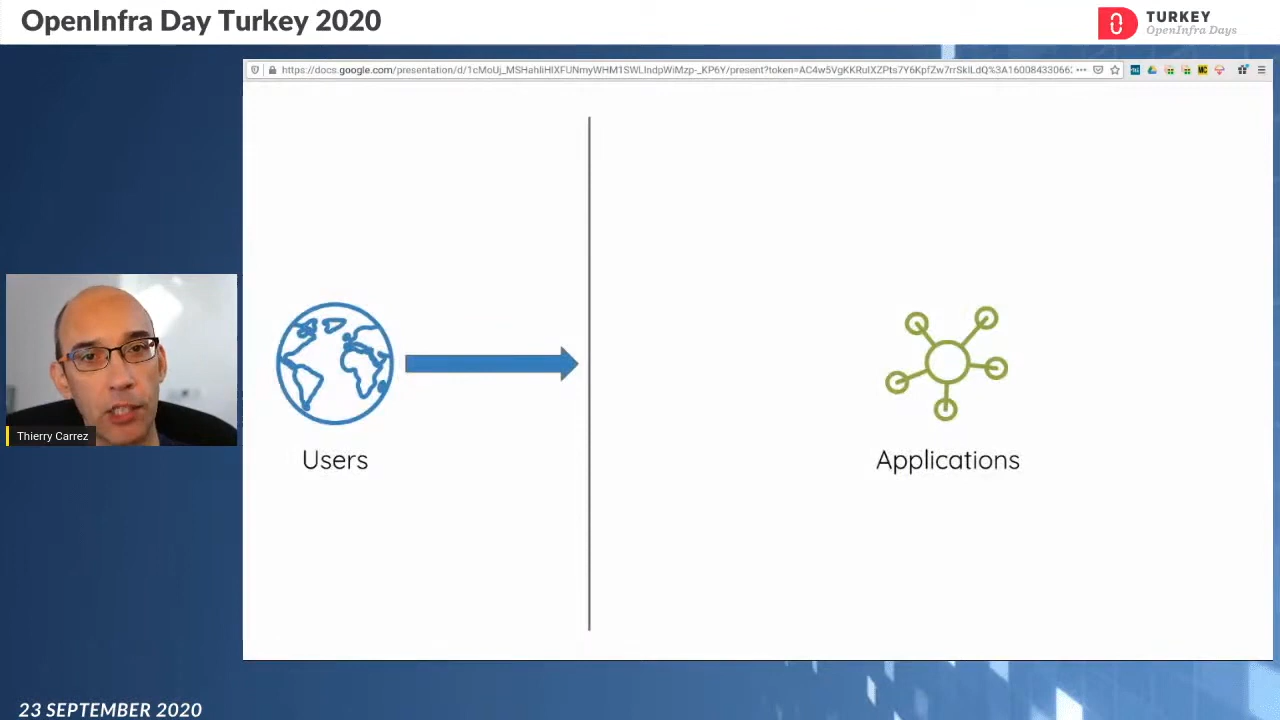 OpenInfra Day Turkey 2020
TURKEY
OpenInfra Days
Thierry Carrez
Users
Applications
23 SEPTEMBER 2020